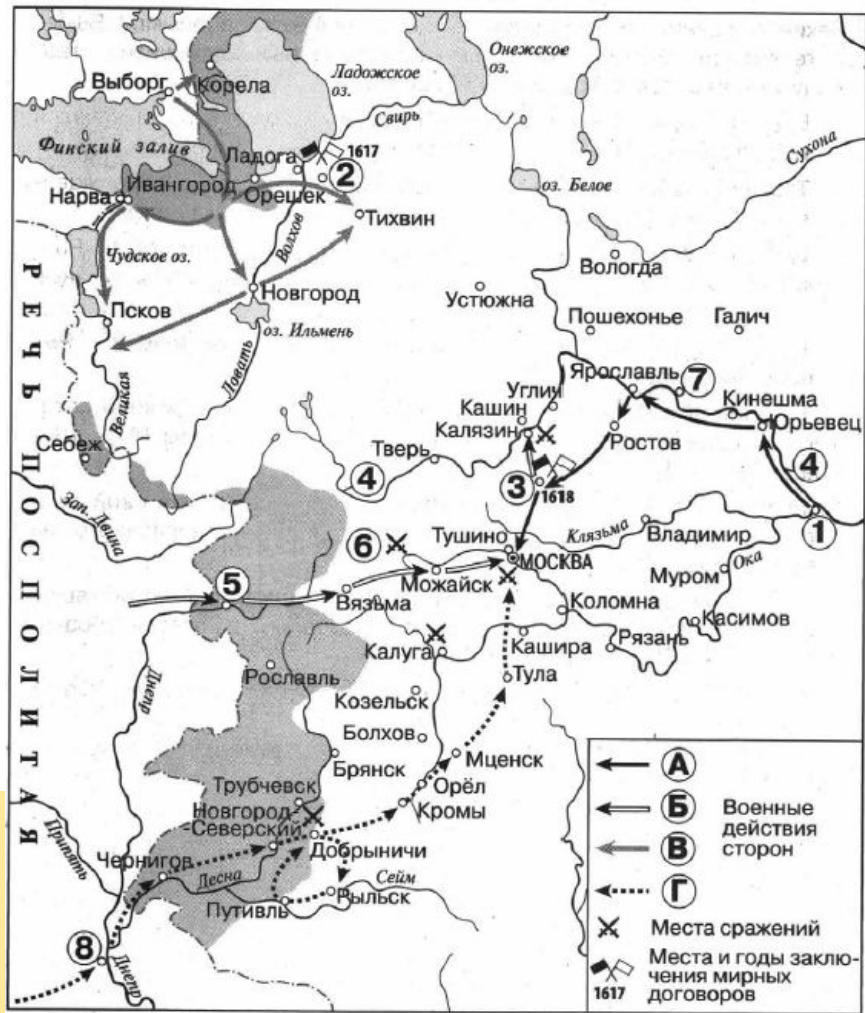 Выборг
Корела
Ладожское
оз.
Онежское
оз.
Свирь
Финский залив
Ладога
1617
2
Сухона
оз. Белое
Нарва
Ивангород
Орешек
Тихвин
Волхов
Чудское оз.
Вологда
Новгород
Устюжна
Псков
оз. Ильмень
Пошехонье
Галич
РЕЧЬ ПОСПОЛИТАЯ
Великая
Ловать
Ярославль
7
Углич
Кинешма
Кашин
Юрьевец
Калязин
Ростов
Себеж
Тверь
4
3
1618
4
1
Зап. Двина
6
Тушино
Клязьма
Владимир
МОСКВА
5
Можайск
Муром
Ока
Вязьма
Коломна
Касимов
Калуга
Кашира
Рязань
Днепр
Рославль
Тула
Козельск
Болхов
Мценск
Брянск
Орёл
Трубчевск
Кромы
Новгород-
-Северский
Добрыничи
Припять
Чернигов
Десна
Сейм
Путивль
Рыльск
8
Днепр
А
Б
В
Г
Военные
действия
сторон
Места сражений
Места и годы заклю-
чения мирных
договоров
1617